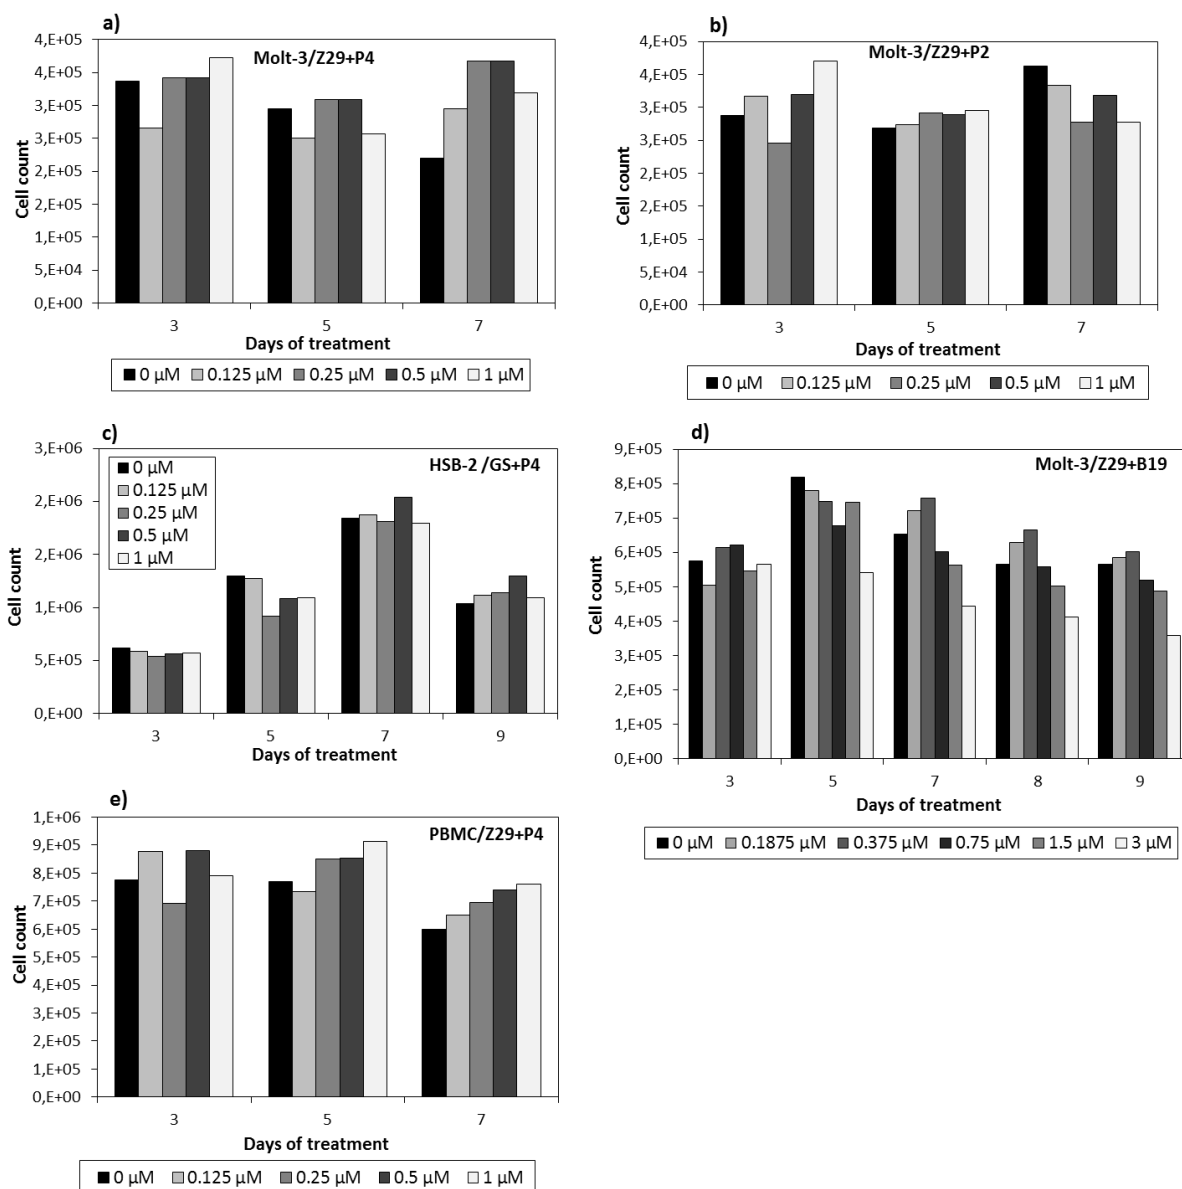 a)
Molt-3/Z29+P4
Cell count
4,E+05
4,E+05
3,E+05
3,E+05
2,E+05
2,E+05
1,E+05
5,E+04
0,E+00
3 5 7
Days of treatment
0 µM 0.125 µM 0.25 µM 0.5 µM 1 µM
b)
Molt-3/Z29+P2
Cell count
4,E+05
4,E+05
3,E+05
3,E+05
2,E+05
2,E+05
1,E+05
5,E+04
0,E+00
3 5 7
Days of treatment
0 µM 0.125 µM 0.25 µM 0.5 µM 1 µM
c)
HSB-2 /GS+P4
Cell count
3,E+06
2,E+06
2,E+06
1,E+06
5,E+05
0,E+00
0 µM
0.125 µM
0.25 µM
0.5 µM
1 µM
3 5 7 9
Days of treatment
d)
Molt-3/Z29+B19
Cell count
9,E+05
8,E+05
7,E+05
6,E+05
5,E+05
4,E+05
3,E+05
2,E+05
1,E+05
0,E+00
3 5 7 8 9
Days of treatment
0 µM 0.1875 µM 0.375 µM 0.75 µM 1.5 µM 3 µM
e)
PBMC/Z29+P4
Cell count
1,E+06
9,E+05
8,E+05
7,E+05
6,E+05
5,E+05
4,E+05
3,E+05
2,E+05
1,E+05
0,E+00
3 5 7
Days of treatment
0 µM 0.125 µM 0.25 µM 0.5 µM 1 µM